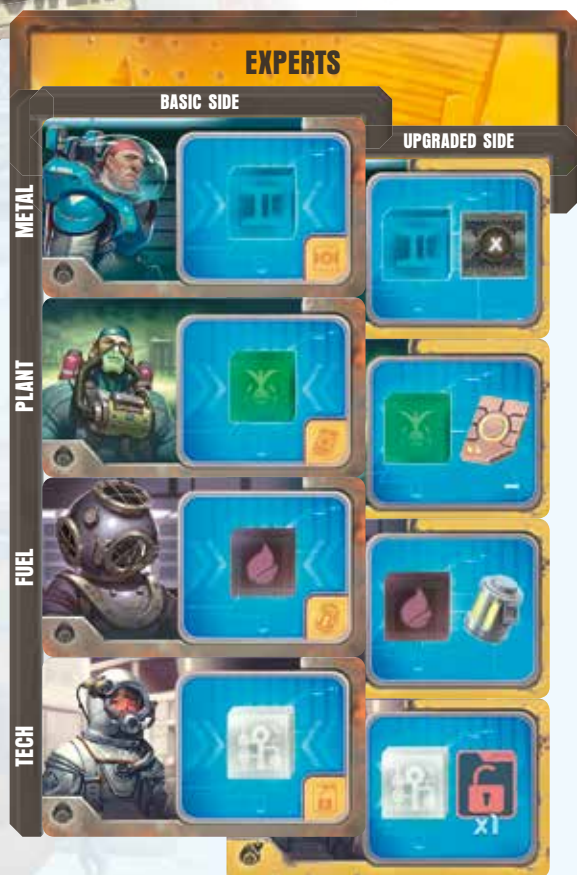 EXPERTS
BASIC SIDE
UPGRADED SIDE
METAL
X
PLANT
FUEL
TECH
X1